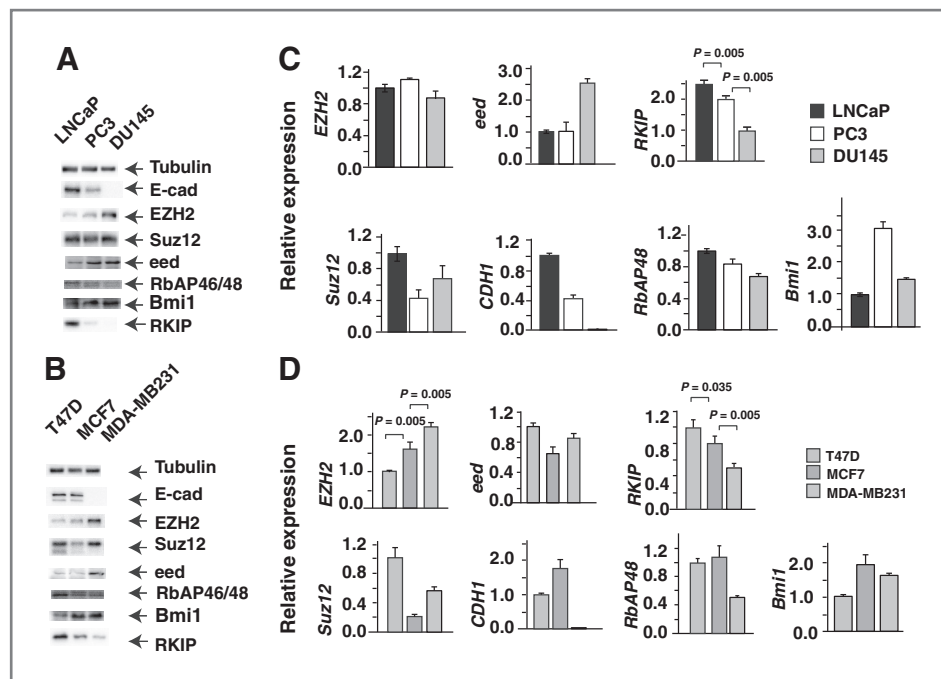 A
LNCaP
PC3
DU145
Tubulin
E-cad
EZH2
Suz12
eed
RbAP46/48
Bmi1
RKIP
B
T47D
MCF7
MDA-MB231
Tubulin
E-cad
EZH2
Suz12
eed
RbAP46/48
Bmi1
RKIP
C
Relative expression
EZH2
1.2
0.8
0.4
0.0
eed
3.0
2.0
1.0
0.0
RKIP
P = 0.005
P = 0.005
2.0
1.0
0.0
LNCaP
PC3
DU145
Suz12
1.2
0.8
0.4
0.0
CDH1
1.2
0.8
0.4
0.0
RbAP48
1.2
0.8
0.4
0.0
Bmi1
3.0
2.0
1.0
0.0
D
Relative expression
EZH2
P = 0.005
P = 0.005
2.0
1.0
0.0
eed
1.2
0.8
0.4
0.0
RKIP
P = 0.035
P = 0.005
1.2
0.8
0.4
0.0
T47D
MCF7
MDA-MB231
Suz12
1.2
0.8
0.4
0.0
CDH1
2.0
1.0
0.0
RbAP48
1.2
0.8
0.4
0.0
Bmi1
2.0
1.0
0.0